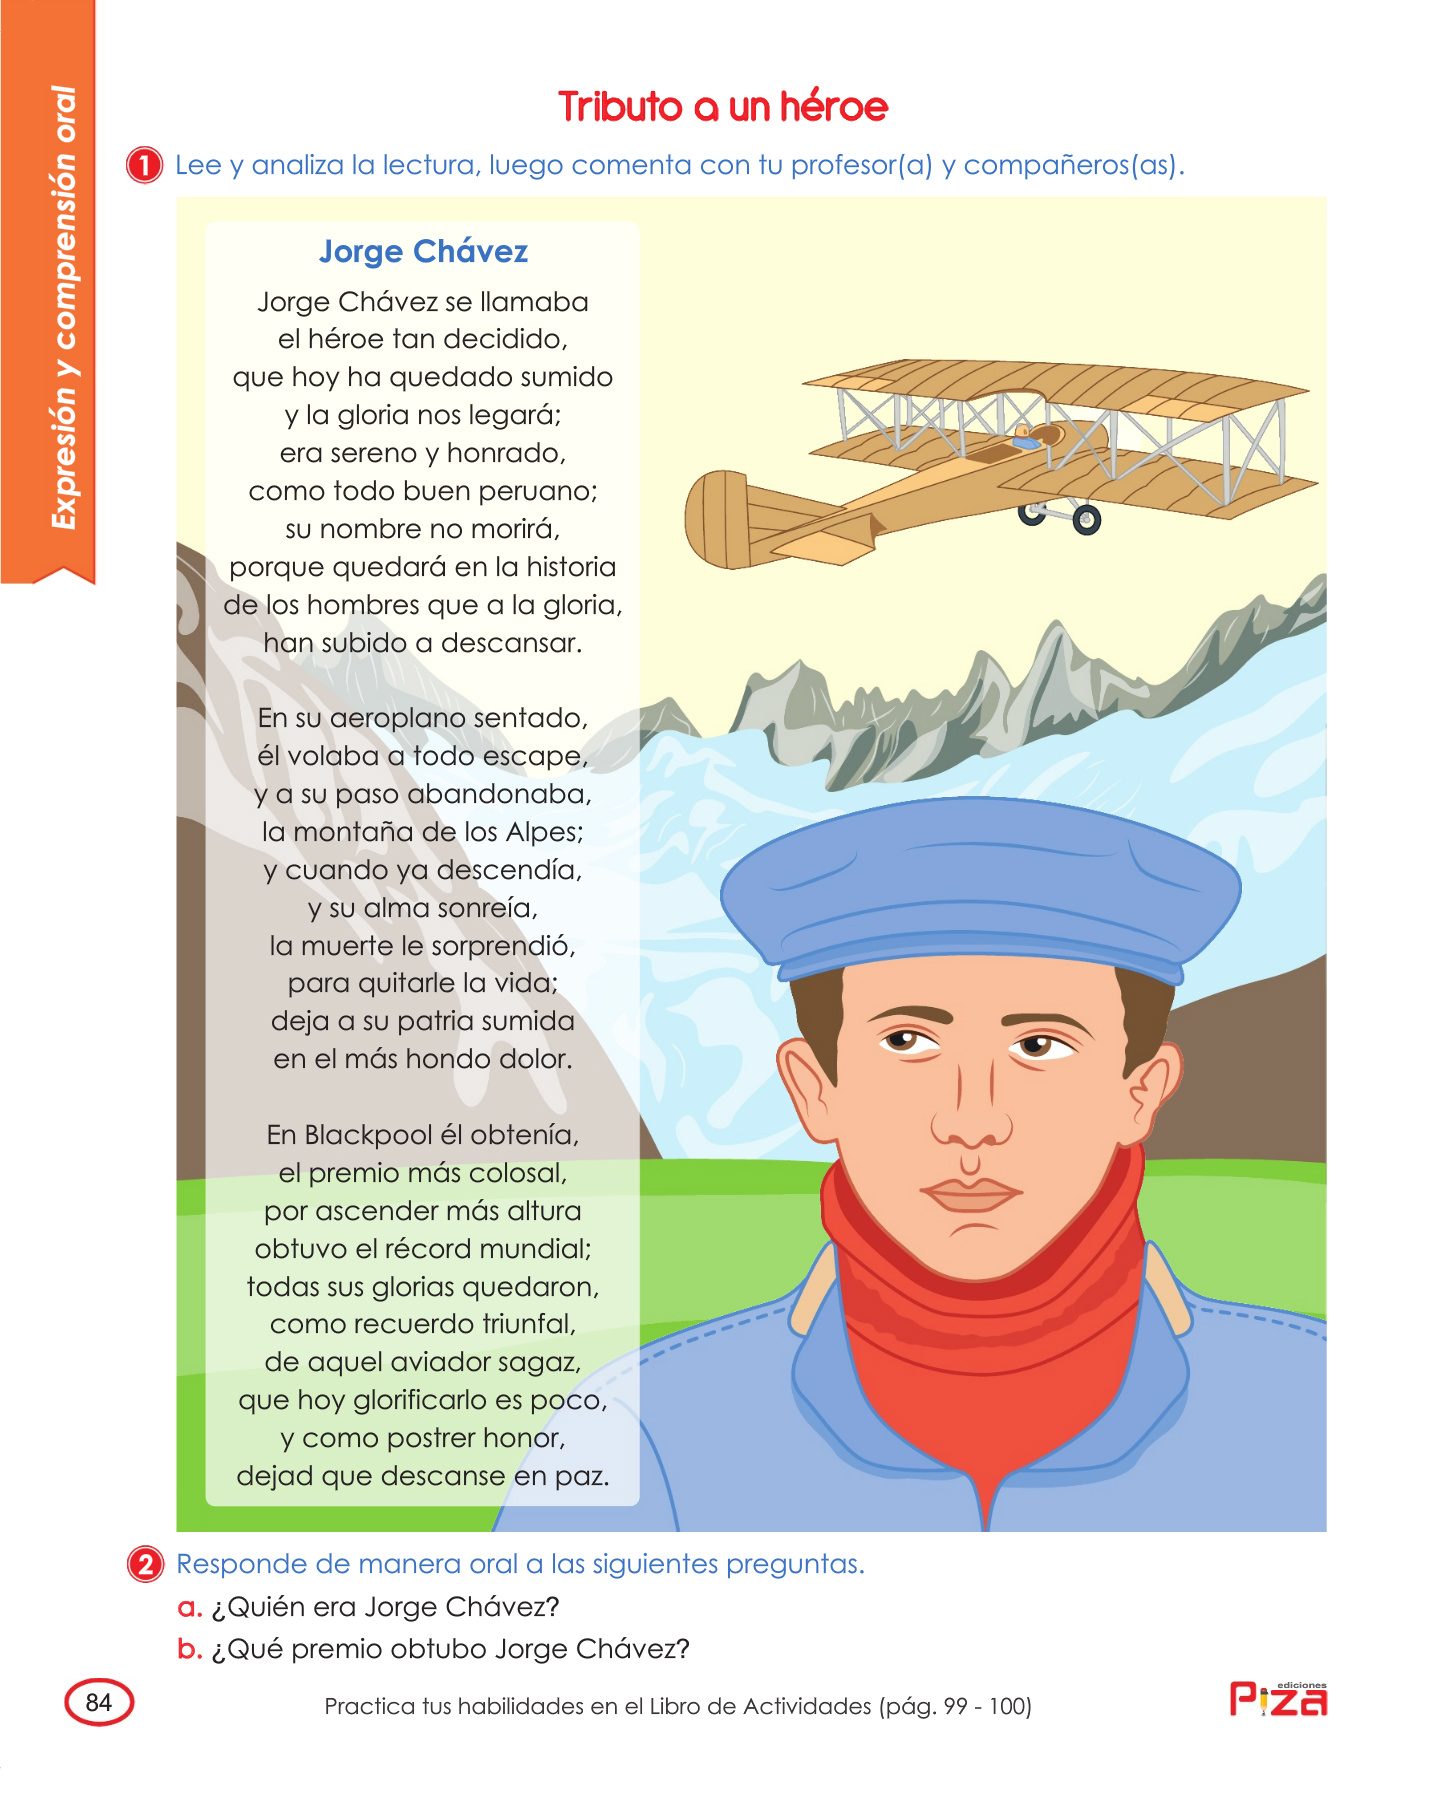 Expresión y comprensión oral
Tributo a un héroe
1 Lee y analiza la lectura, luego comenta con tu profesor(a) y compañeros(as).
Jorge Chávez
Jorge Chávez se llamaba
el héroe tan decidido,
que hoy ha quedado sumido
y la gloria nos legará;
era sereno y honrado,
como todo buen peruano;
su nombre no morirá,
porque quedará en la historia
de los hombres que a la gloria,
han subido a descansar.
En su aeroplano sentado,
él volaba a todo escape,
y a su paso abandonaba,
la montaña de los Alpes;
y cuando ya descendía,
y su alma sonreía,
la muerte le sorprendió,
para quitarle la vida;
deja a su patria sumida
en el más hondo dolor.
En Blackpool él obtenía,
el premio más colosal,
por ascender más altura
obtuvo el récord mundial;
todas sus glorias quedaron,
como recuerdo triunfal,
de aquel aviador sagaz,
que hoy glorificarlo es poco,
y como postrer honor,
dejad que descanse en paz.
2 Responde de manera oral a las siguientes preguntas.
a. ¿Quién era Jorge Chávez?
b. ¿Qué premio obtubo Jorge Chávez?
84
Practica tus habilidades en el Libro de Actividades (pág. 99 - 100)
ediciones
Piza